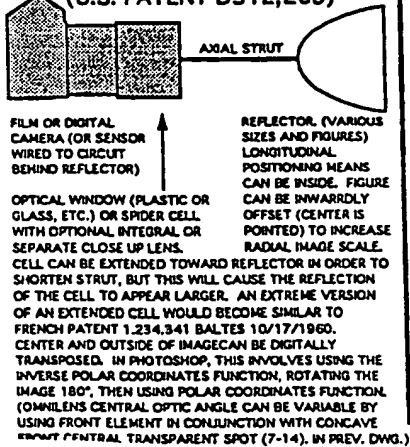 (U.S. PATENT D312,263)
AXIAL STRUT
FILM OR DIGITAL
CAMERA (OR SENSOR
WIRED TO CIRCUIT
BEHIND REFLECTOR)
REFLECTOR (VARIOUS
SIZES AND FIGURES)
LONGITUDINAL
POSITIONING MEANS
CAN BE INSIDE. FIGURE
CAN BE INWARDLY
OFFSET (CENTER IS
POINTED) TO INCREASE
RADIAL IMAGE SCALE.
OPTICAL WINDOW (PLASTIC OR
GLASS, ETC.) OR SPIDER CELL
WITH OPTIONAL INTEGRAL OR
SEPARATE CLOSE UP LENS.
CELL CAN BE EXTENDED TOWARD REFLECTOR IN ORDER TO
SHORTEN STRUT, BUT THIS WILL CAUSE THE REFLECTION
OF THE CELL TO APPEAR LARGER. AN EXTREME VERSION
OF AN EXTENDED CELL WOULD BECOME SIMILAR TO
FRENCH PATENT 1,234,341 BALTES 10/17/1960.
CENTER AND OUTSIDE OF IMAGECAN BE DIGITALLY
TRANSPOSED. IN PHOTOSHOP, THIS INVOLVES USING THE
INVERSE POLAR COORDINATES FUNCTION, ROTATING THE
IMAGE 180°, THEN USING POLAR COORDINATES FUNCTION.
(OMNILENS CENTRAL OPTIC ANGLE CAN BE VARIABLE BY
USING FRONT ELEMENT IN CONJUNCTION WITH CONCAVE
FRONT CENTRAL TRANSPARENT SPOT (7-14). IN PREV. DWG.)